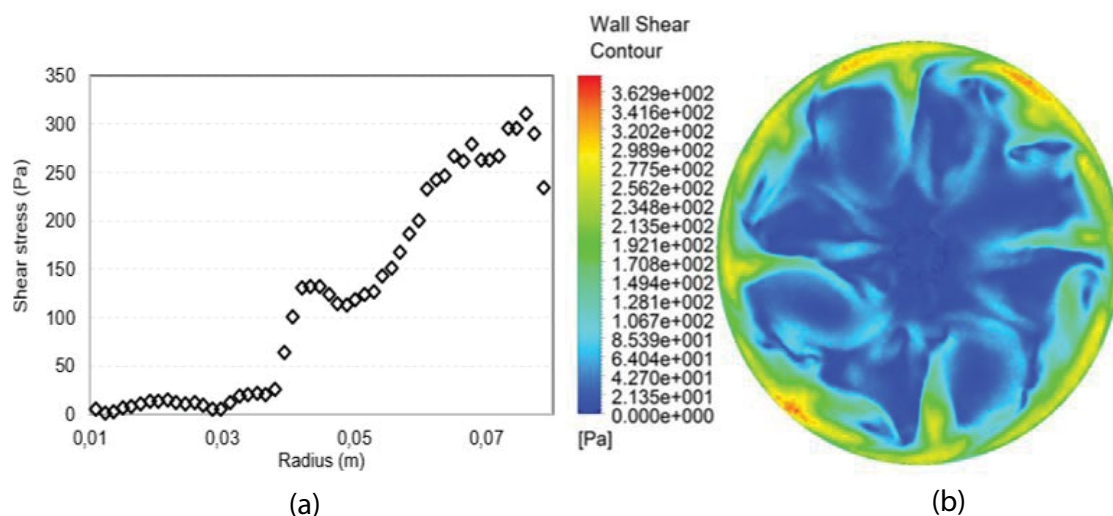 350
300
250
200
150
100
50
0
Shear stress (Pa)
0,01
0,03
0,05
0,07
Radius (m)
(a)
Wall Shear
Contour
3.629e+002
3.416e+002
3.202e+002
2.989e+002
2.775e+002
2.562e+002
2.348e+002
2.135e+002
1.921e+002
1.708e+002
1.494e+002
1.281e+002
1.067e+002
8.539e+001
6.404e+001
4.270e+001
2.135e+001
0.000e+000
[Pa]
(b)